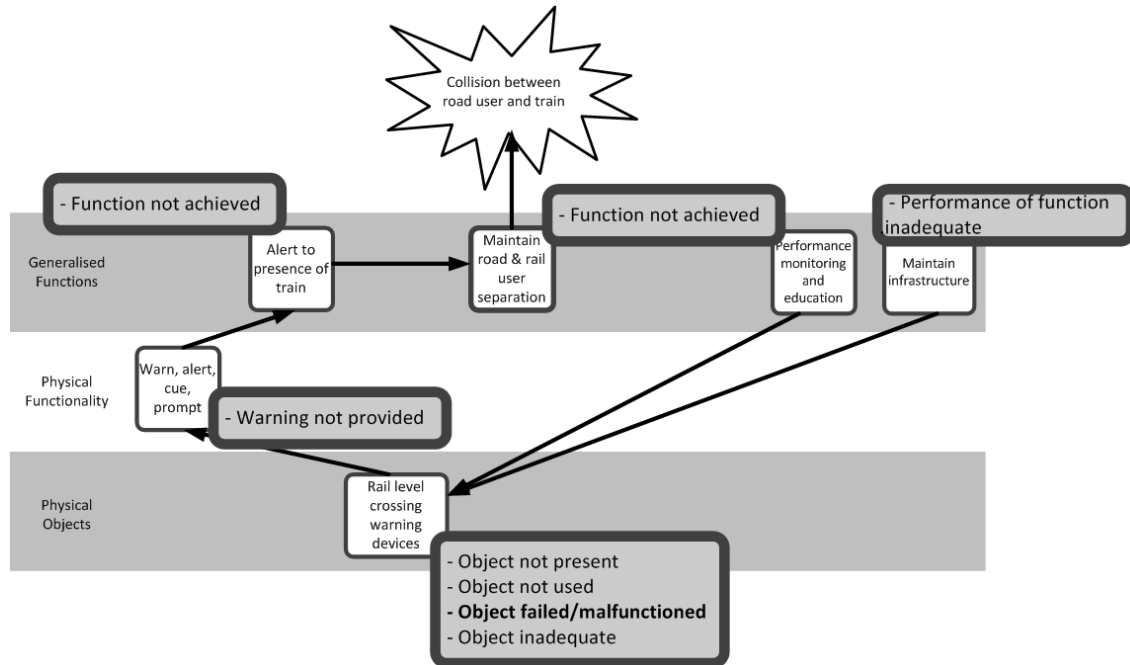 Collision between
road user and train
- Function not achieved
- Function not achieved
- Performance of function
inadequate
Generalised
Functions
Alert to
presence of
train
Maintain
road & rail
user
separation
Performance
monitoring
and
education
Maintain
infrastructure
Physical
Functionality
Warn, alert,
cue,
prompt
- Warning not provided
Physical
Objects
Rail level
crossing
warning
devices
- Object not present
- Object not used
- Object failed/malfunctioned
- Object inadequate